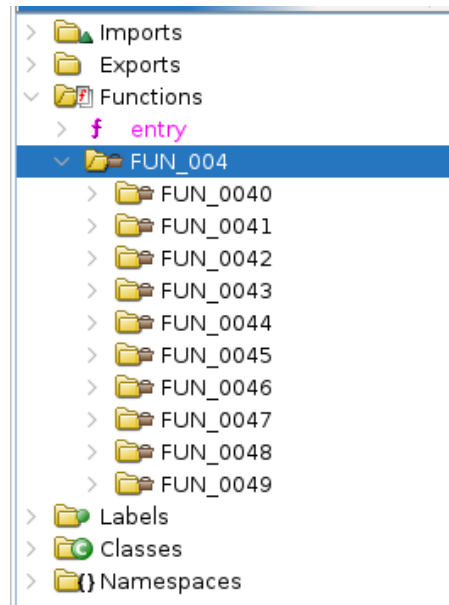 Imports
Exports
Functions
f entry
FUN_004
FUN_0040
FUN_0041
FUN_0042
FUN_0043
FUN_0044
FUN_0045
FUN_0046
FUN_0047
FUN_0048
FUN_0049
Labels
Classes
{} Namespaces